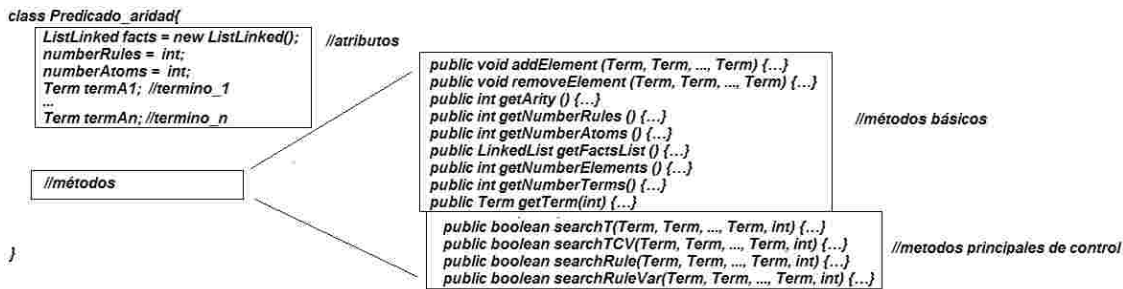 class Predicado_aridad{
ListLinked facts = new ListLinked();
numberRules = int;
numberAtoms = int;
Term termA1; //termino_1
...
Term termAn; //termino_n
//atributos
//métodos
public void addElement (Term, Term, ..., Term) {…}
public void removeElement (Term, Term, ..., Term) {…}
public int getArity () {…}
public int getNumberRules () {…}
public int getNumberAtoms () {…}
public LinkedList getFactsList () {…}
public int getNumberElements () {…}
public int getNumberTerms() {…}
public Term getTerm(int) {…}
//métodos básicos
public boolean searchT(Term, Term, ..., Term, int) {…}
public boolean searchTCV(Term, Term, ..., Term, int) {…}
public boolean searchRule(Term, Term, ..., Term, int) {…}
public boolean searchRuleVar(Term, Term, ..., Term, int) {…}
//metodos principales de control
}